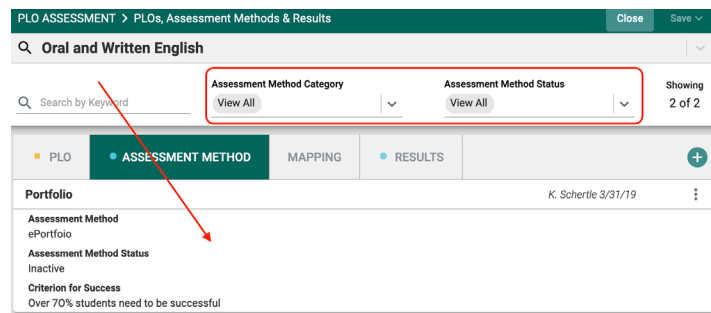 PLO ASSESSMENT > PLOs, Assessment Methods & Results Close Save
Oral and Written English
Assessment Method Category Assessment Method Status Showing
Search by Keyword View All View All 2 of 2
PLO ASSESSMENT METHOD MAPPING RESULTS
Portfolio K. Schertle 3/31/19
Assessment Method
ePortfoio
Assessment Method Status
Inactive
Criterion for Success
Over 70% students need to be successful